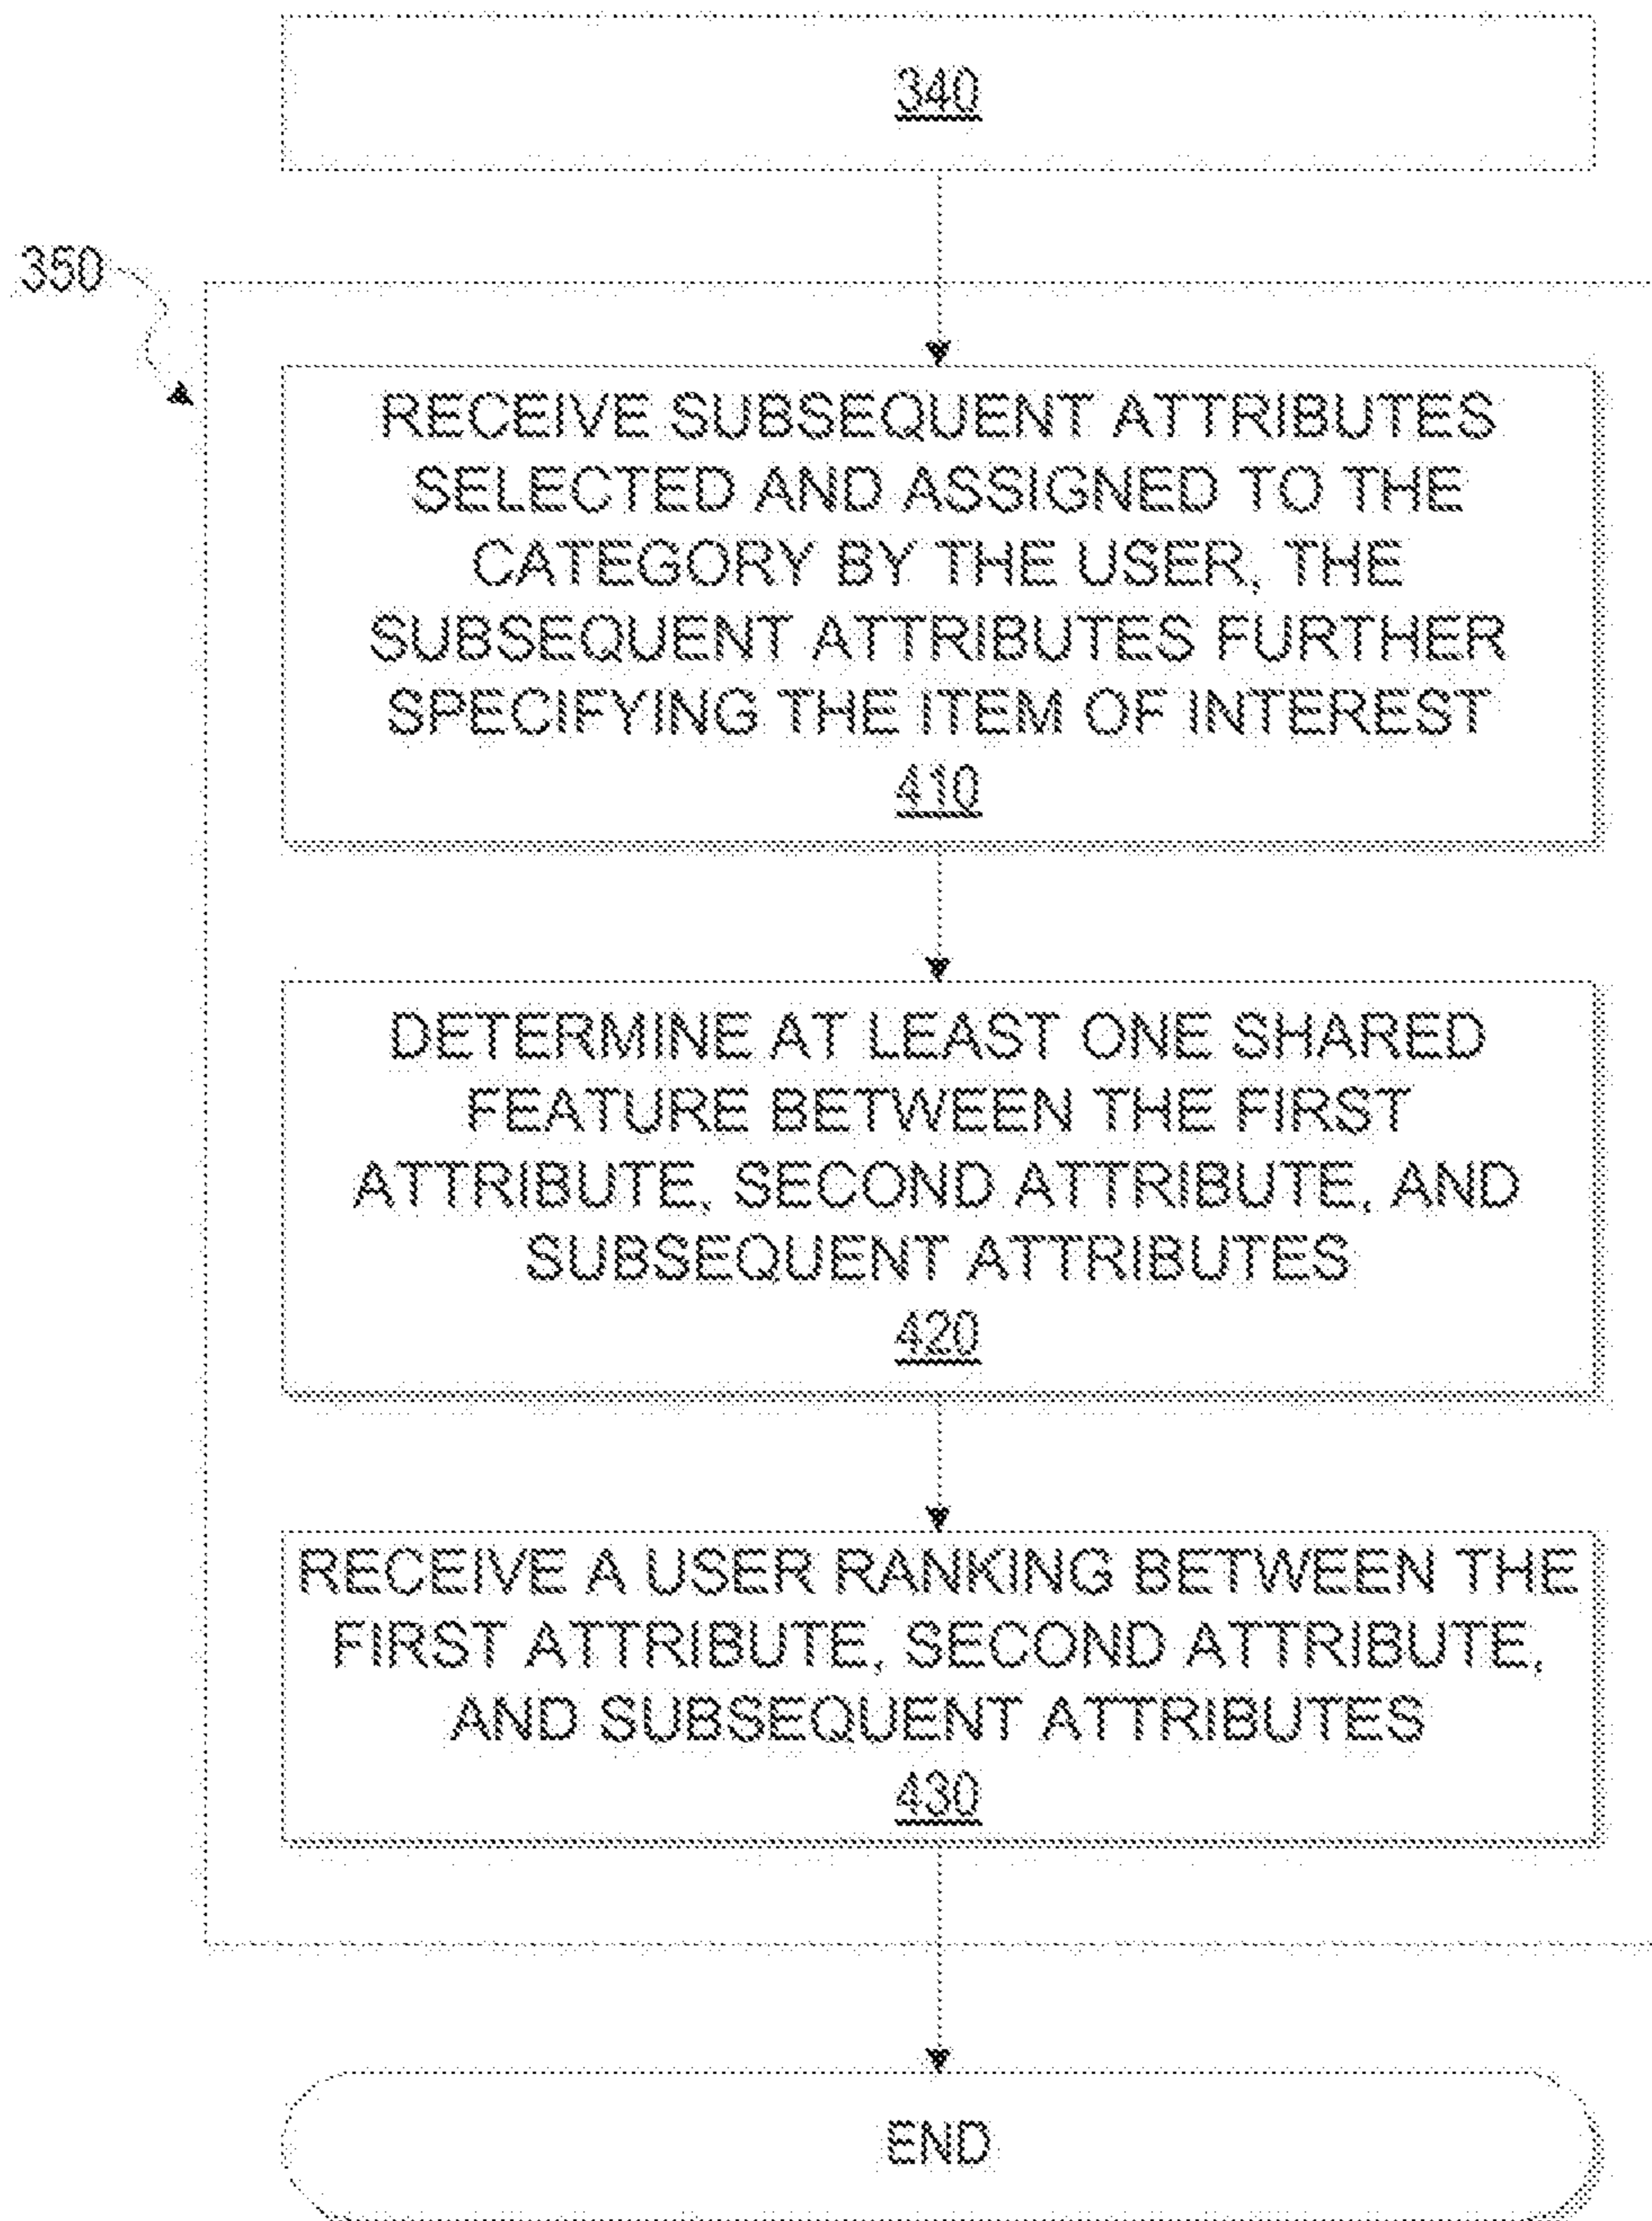 340
350
RECEIVE SUBSEQUENT ATTRIBUTES
SELECTED AND ASSIGNED TO THE
CATEGORY BY THE USER, THE
SUBSEQUENT ATTRIBUTES FURTHER
SPECIFYING THE ITEM OF INTEREST
410
DETERMINE AT LEAST ONE SHARED
FEATURE BETWEEN THE FIRST
ATTRIBUTE, SECOND ATTRIBUTE, AND
SUBSEQUENT ATTRIBUTES
420
RECEIVE A USER RANKING BETWEEN THE
FIRST ATTRIBUTE, SECOND ATTRIBUTE,
AND SUBSEQUENT ATTRIBUTES
430
END